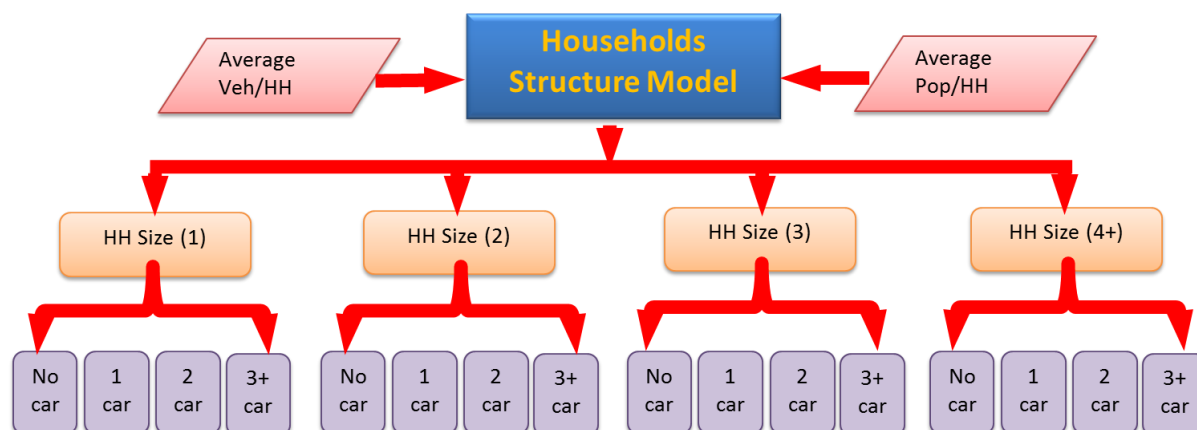 Average
Veh/HH
Households
Structure Model
Average
Pop/HH
HH Size (1)
HH Size (2)
HH Size (3)
HH Size (4+)
No
car
1
car
2
car
3+
car
No
car
1
car
2
car
3+
car
No
car
1
car
2
car
3+
car
No
car
1
car
2
car
3+
car